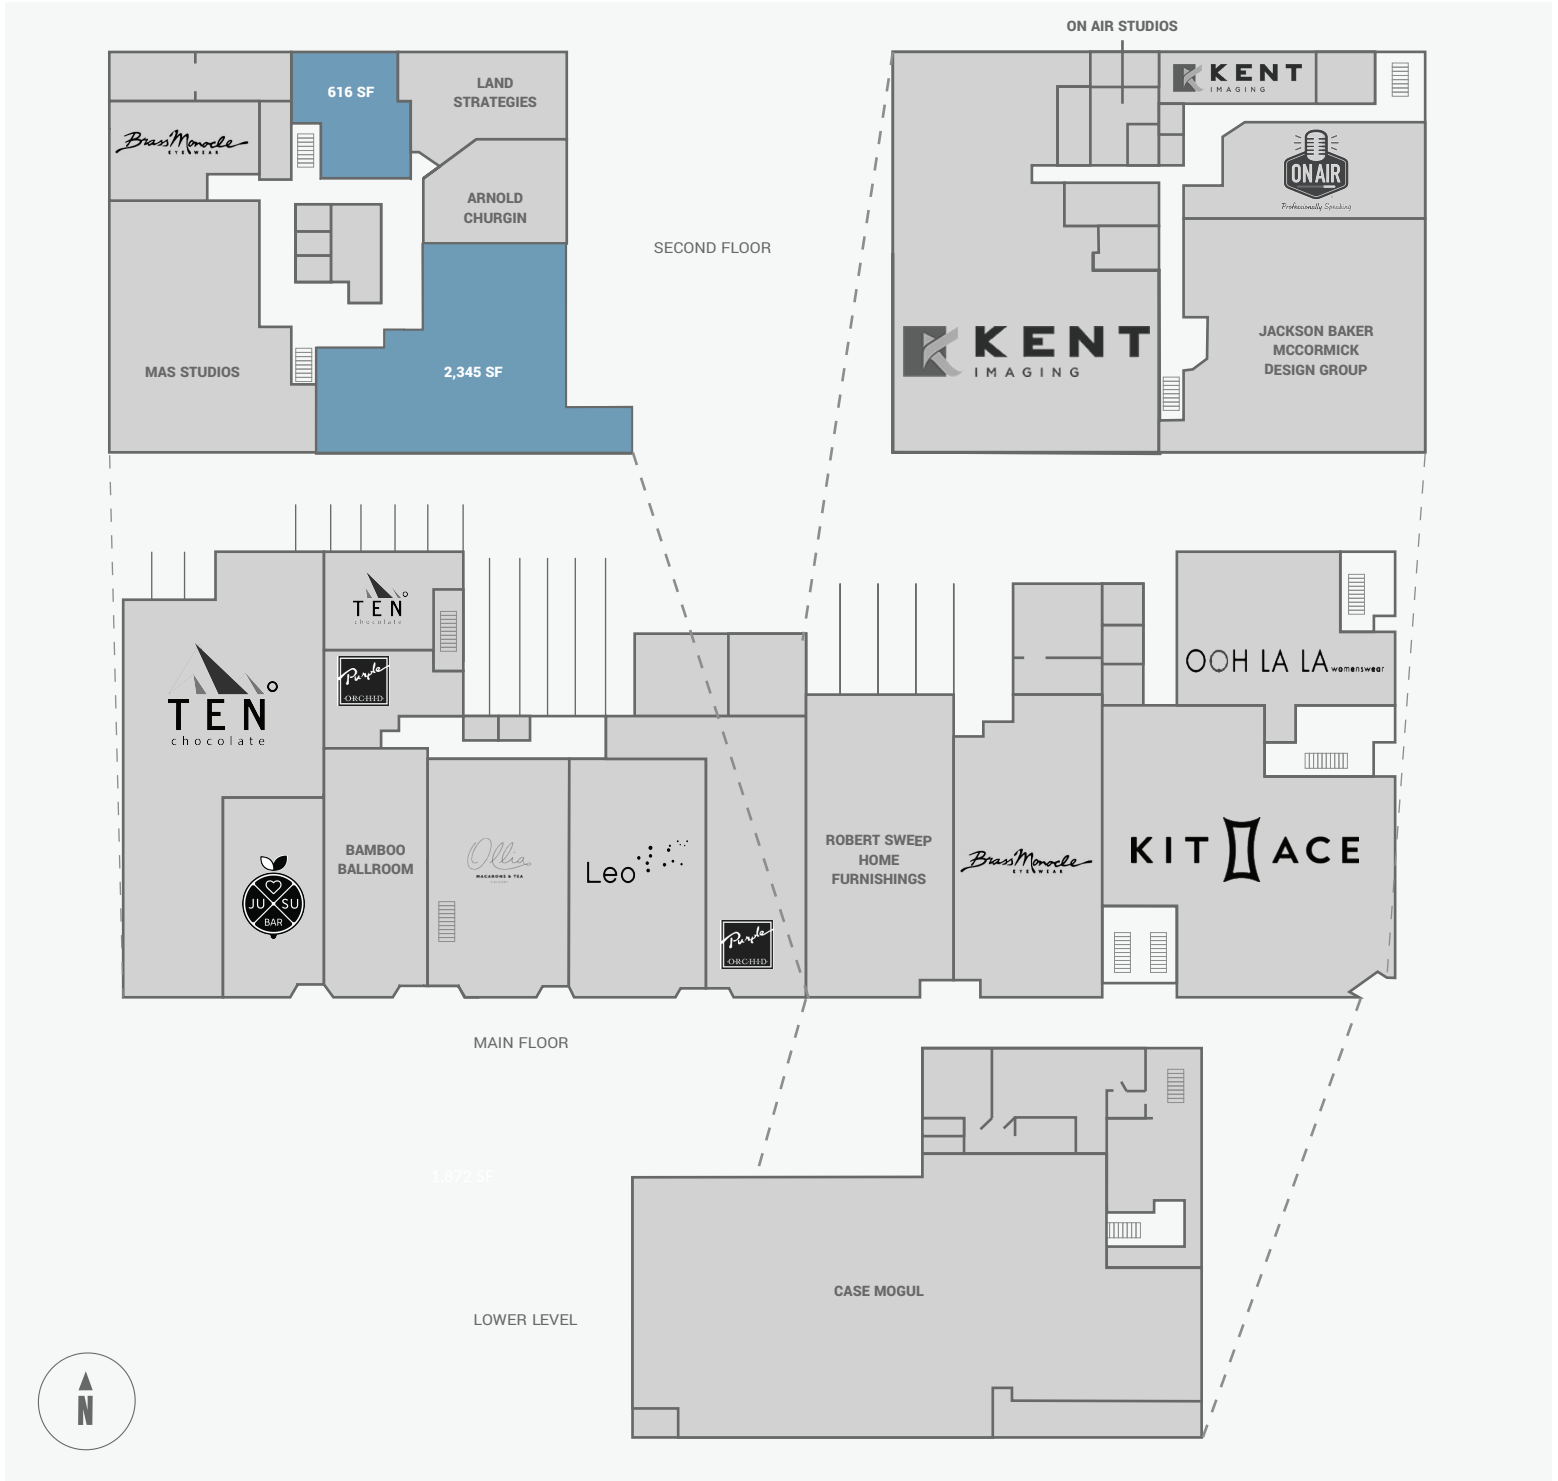 ON AIR STUDIOS
616 SF
LAND
STRATEGIES
Brass Monocle
EYEWEAR
ARNOLD
CHURGIN
MAS STUDIOS
2,345 SF
SECOND FLOOR
KENT
IMAGING
ON AIR
Professionally Speaking
KENT
IMAGING
JACKSON BAKER
MCCORMICK
DESIGN GROUP
TEN
chocolate
TEN
chocolate
Purple
ORCHID
JU SU
BAR
BAMBOO
BALLROOM
Ollia
MACARONS & TEA
Leo
Purple
ORCHID
ROBERT SWEEP
HOME
FURNISHINGS
Brass Monocle
EYEWEAR
OOH LA LA womenswear
KIT ACE
MAIN FLOOR
1,872 SF
CASE MOGUL
LOWER LEVEL
N